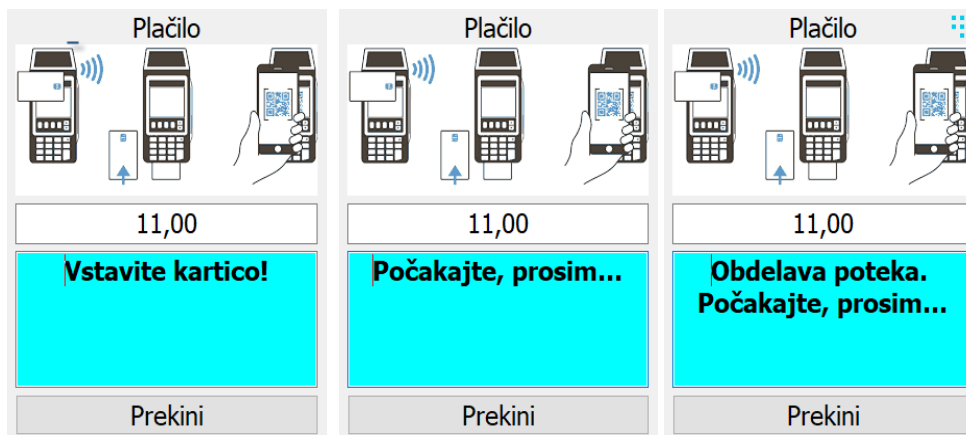 Plačilo
11,00
Vstavite kartico!
Prekini
Plačilo
11,00
Počakajte, prosim...
Prekini
Plačilo
11,00
Obdelava poteka.
Počakajte, prosim...
Prekini